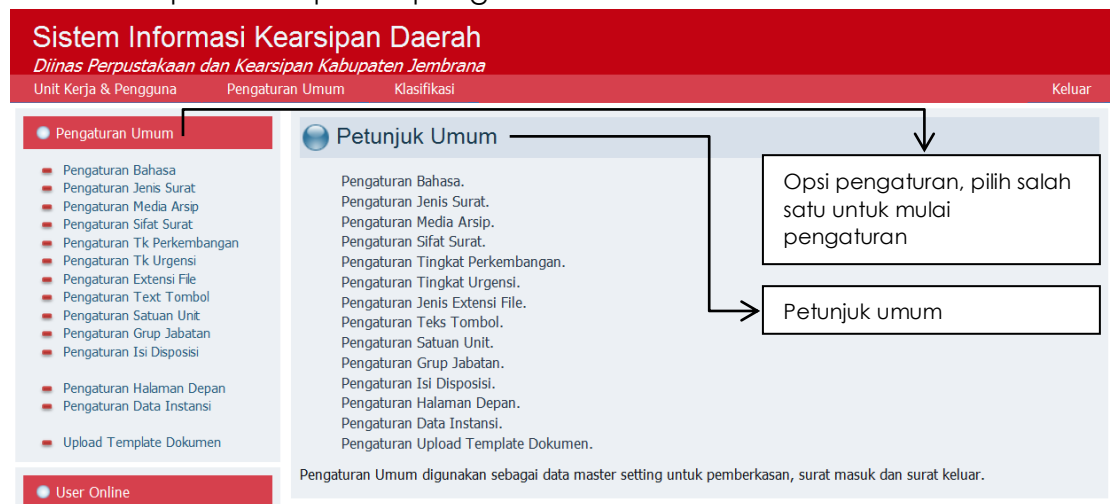 Sistem Informasi Kearsipan Daerah
Diinas Perpustakaan dan Kearsipan Kabupaten Jembrana
Unit Kerja & Pengguna Pengaturan Umum Klasifikasi Keluar
Pengaturan Umum
Pengaturan Bahasa
Pengaturan Jenis Surat
Pengaturan Media Arsip
Pengaturan Sifat Surat
Pengaturan Tk Perkembangan
Pengaturan Tk Urgensi
Pengaturan Extensi File
Pengaturan Text Tombol
Pengaturan Satuan Unit
Pengaturan Grup Jabatan
Pengaturan Isi Disposisi
Pengaturan Halaman Depan
Pengaturan Data Instansi
Upload Template Dokumen
User Online
Petunjuk Umum
Pengaturan Bahasa.
Pengaturan Jenis Surat.
Pengaturan Media Arsip.
Pengaturan Sifat Surat.
Pengaturan Tingkat Perkembangan.
Pengaturan Tingkat Urgensi.
Pengaturan Jenis Extensi File.
Pengaturan Teks Tombol.
Pengaturan Satuan Unit.
Pengaturan Grup Jabatan.
Pengaturan Isi Disposisi.
Pengaturan Halaman Depan.
Pengaturan Data Instansi.
Pengaturan Upload Template Dokumen.
Pengaturan Umum digunakan sebagai data master setting untuk pemberkasan, surat masuk dan surat keluar.
Opsi pengaturan, pilih salah
satu untuk mulai
pengaturan
Petunjuk umum